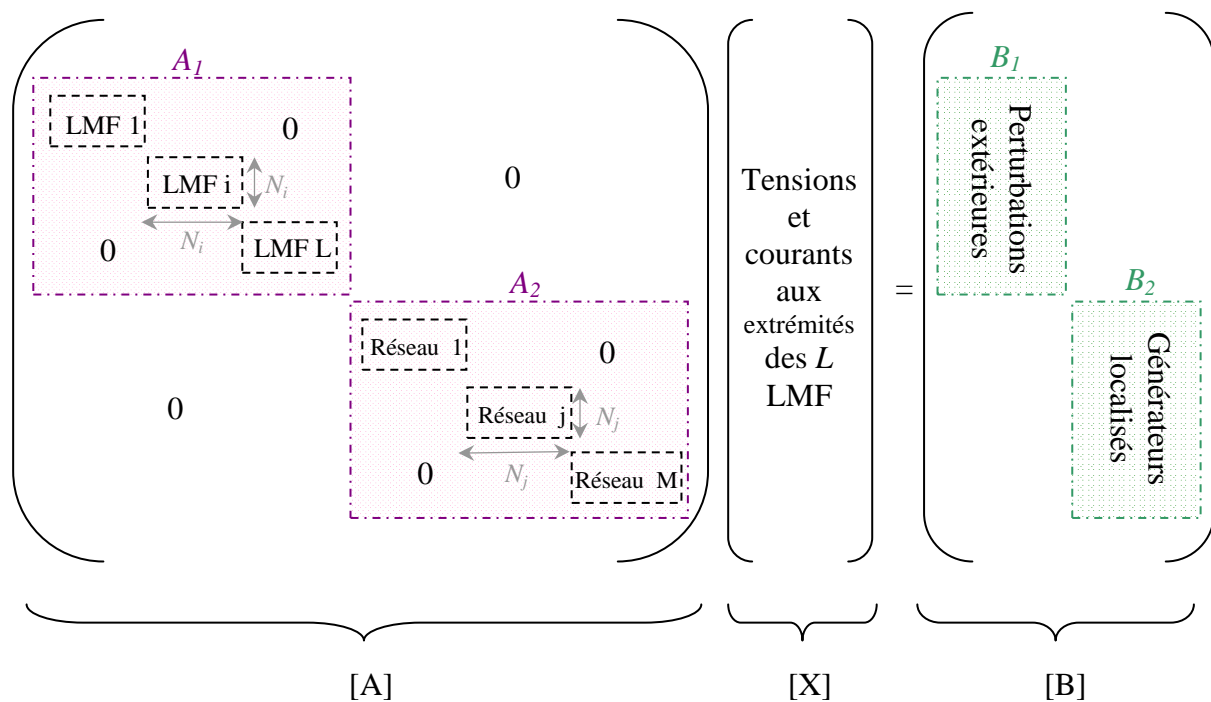 A1
B1
LMF 1
0
LMF i
Ni
Ni
0
LMF L
0
Perturbations
extérieures
Tensions
et
courants
aux
extrémités
des L
LMF
=
A2
B2
Réseau 1
0
Réseau j
Nj
Nj
0
Réseau M
0
Générateurs
localisés
[A]
[X]
[B]